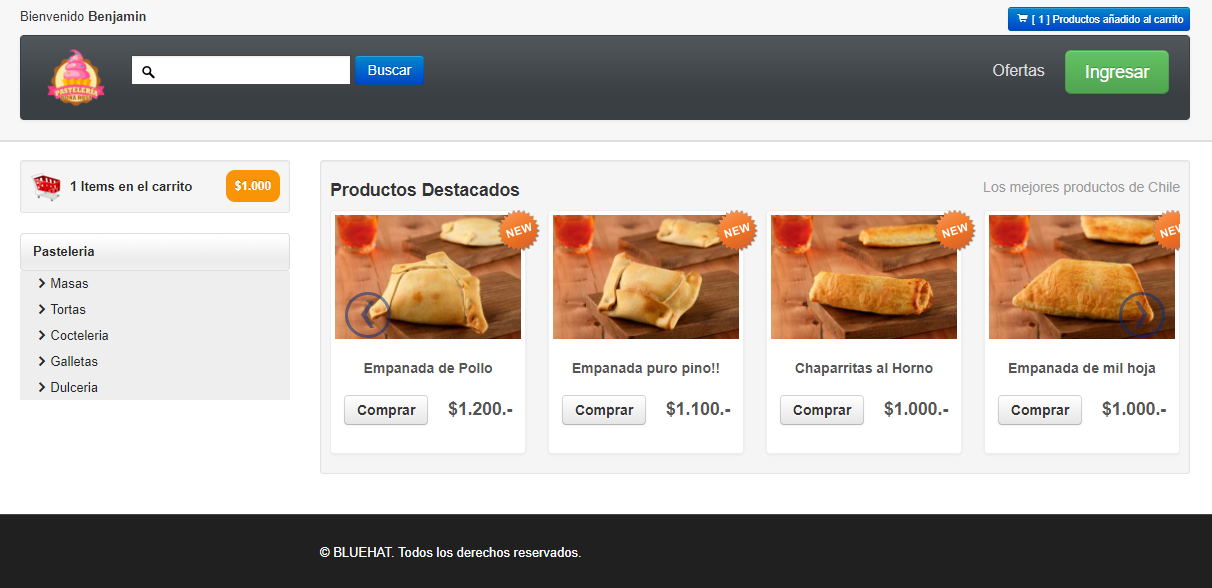 Bienvenido Benjamin
[ 1 ] Productos añadido al carrito
PASTELERIA
Buscar
Ofertas
Ingresar
1 Items en el carrito
$1.000
Pasteleria
Masas
Tortas
Cocteleria
Galletas
Dulceria
Productos Destacados
Los mejores productos de Chile
NEW
NEW
NEW
NEW
Empanada de Pollo
Comprar
$1.200.-
Empanada puro pino!!
Comprar
$1.100.-
Chaparritas al Horno
Comprar
$1.000.-
Empanada de mil hoja
Comprar
$1.000.-
© BLUEHAT. Todos los derechos reservados.